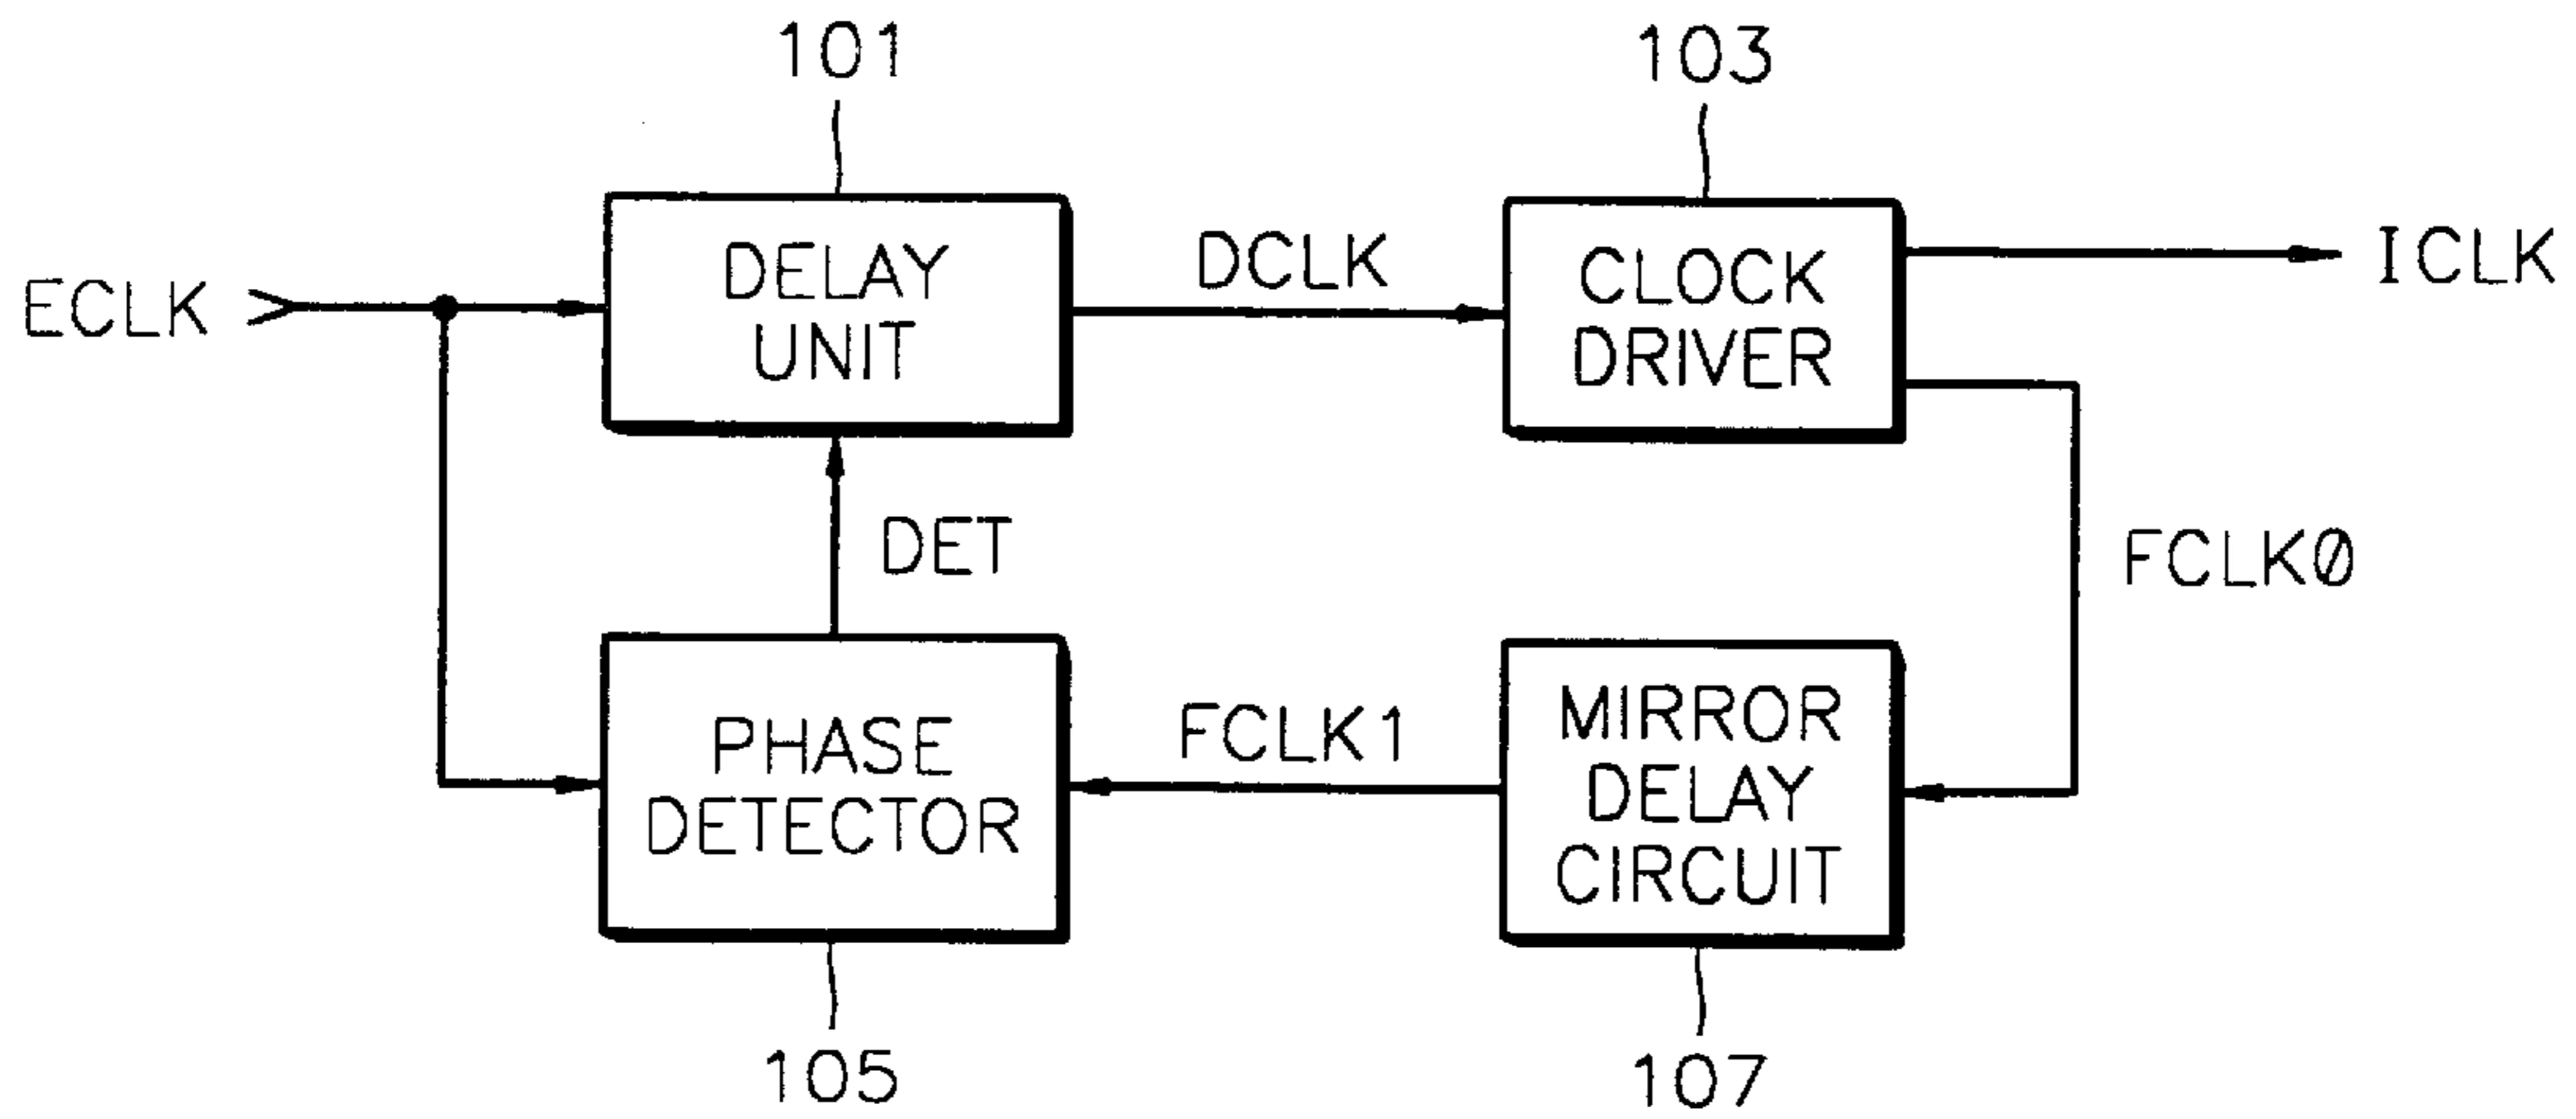 101
103
ECLK
DELAY
UNIT
DCLK
CLOCK
DRIVER
ICLK
DET
FCLK0
PHASE
DETECTOR
FCLK1
MIRROR
DELAY
CIRCUIT
105
107